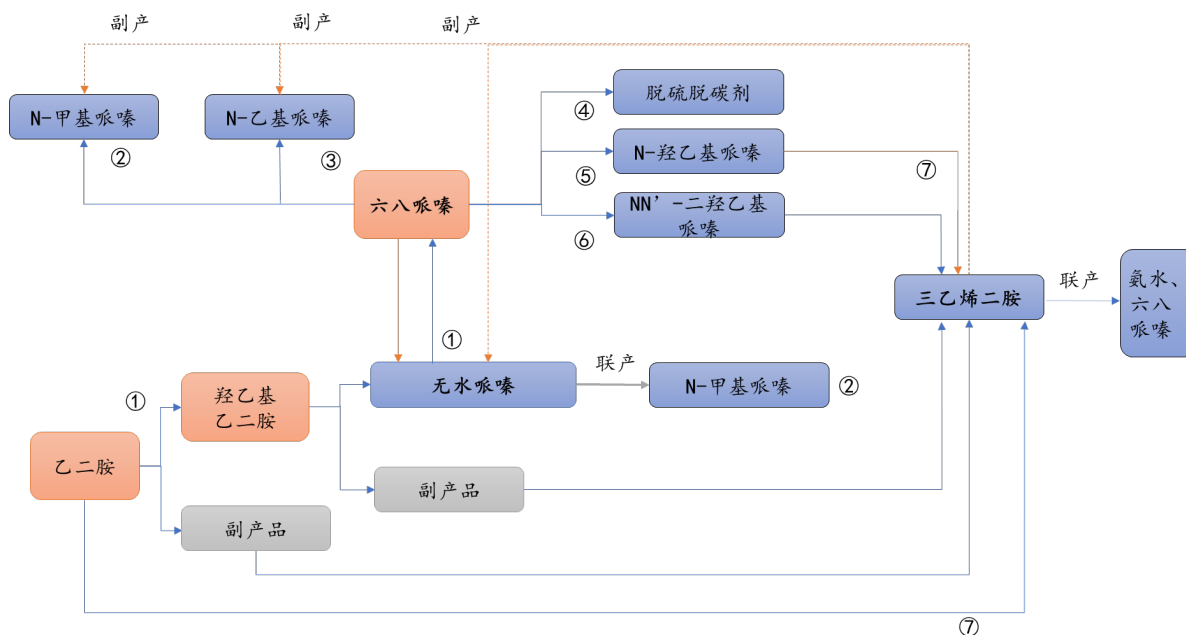 副产
副产
副产
N-甲基哌嗪
N-乙基哌嗪
脱硫脱碳剂
④
②
③
N-羟乙基哌嗪
⑦
⑤
六八哌嗪
NN’-二羟乙基
哌嗪
⑥
三乙烯二胺
联产
氨水、
六八
哌嗪
①
联产
无水哌嗪
N-甲基哌嗪
②
①
羟乙基
乙二胺
乙二胺
副产品
副产品
⑦